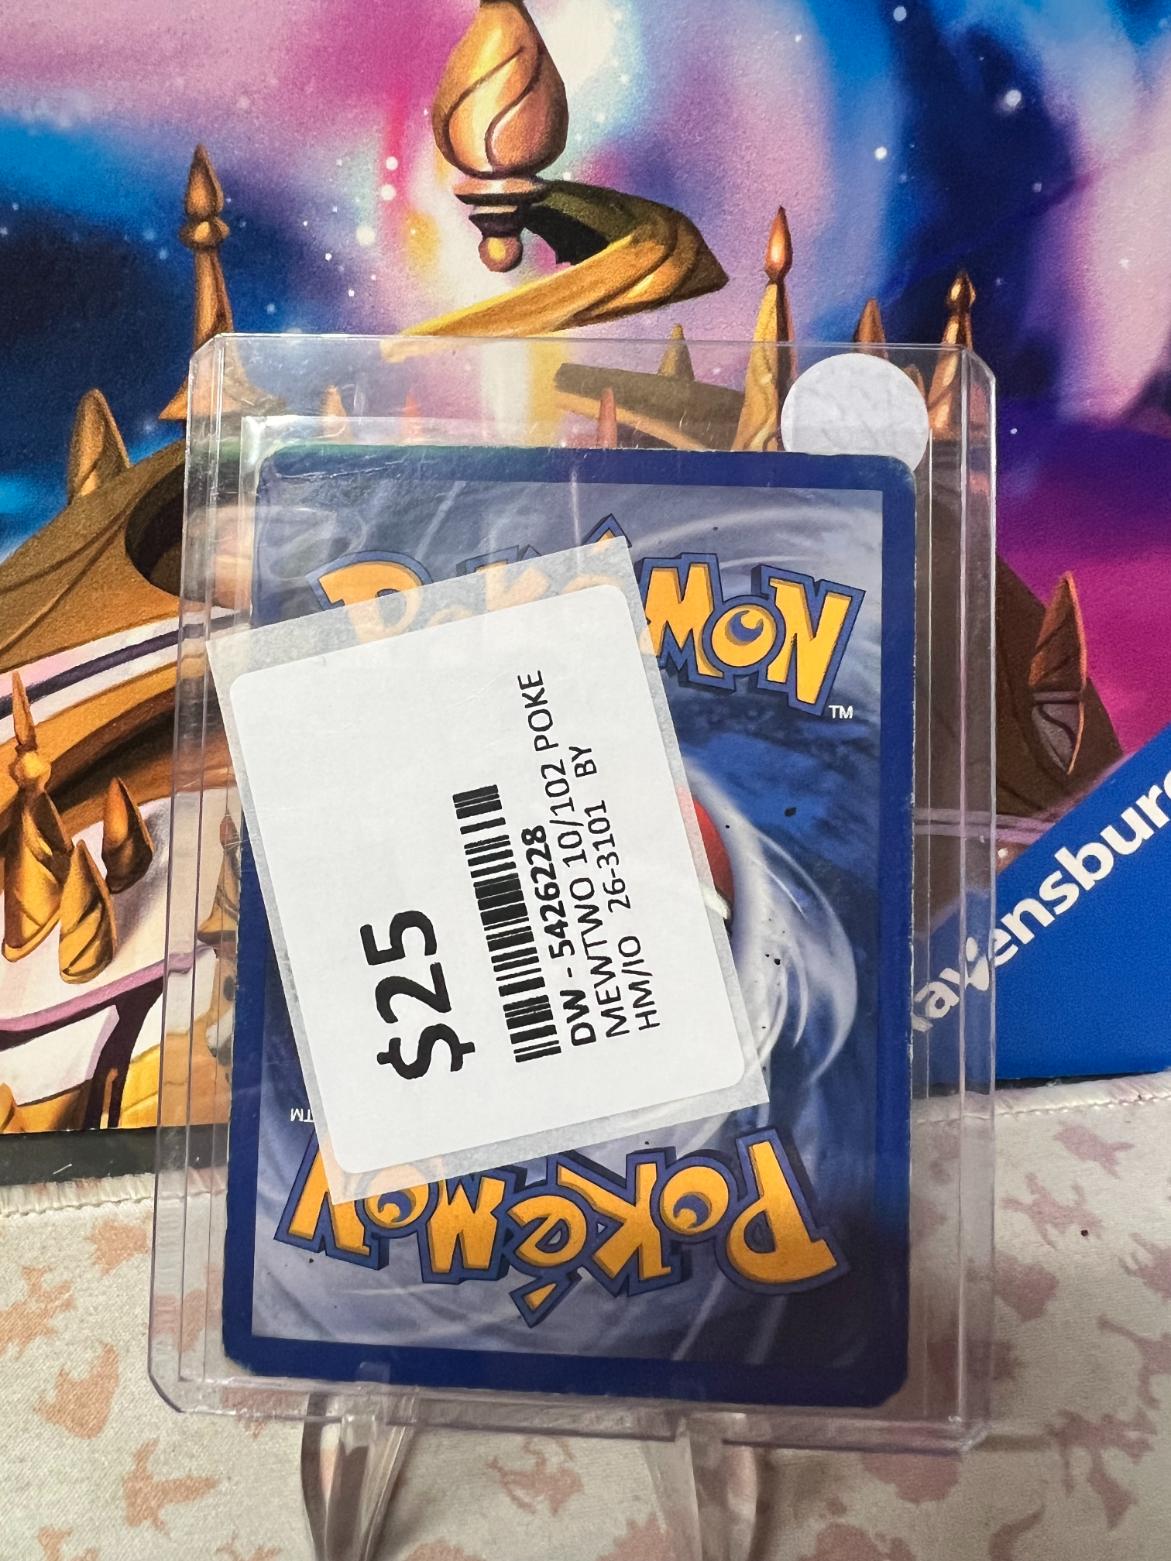 POKéMON
TM
$25
DW - 5426228
MEWTWO 10/102 POKE
HM/IO 26-3101 BY
TM
POKéMON
Ravensburger